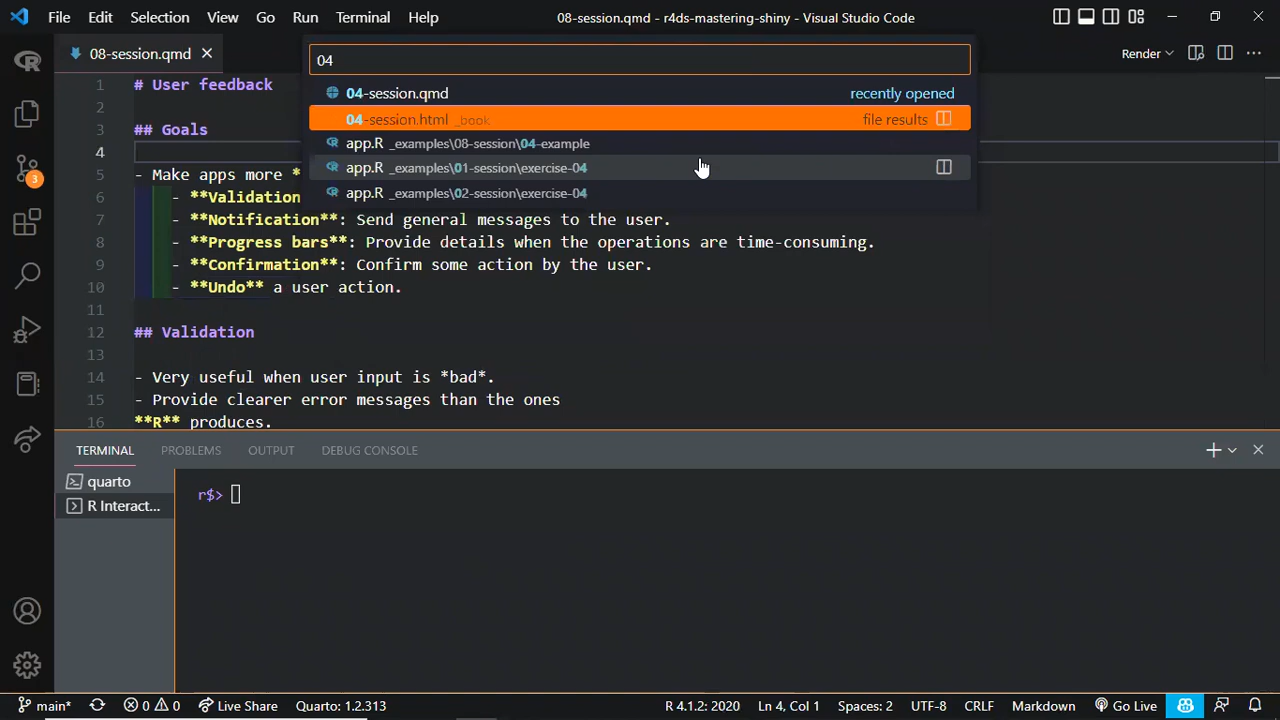 File Edit Selection View Go Run Terminal Help 08-session.qmd - r4ds-mastering-shiny - Visual Studio Code
08-session.qmd Render
04
04-session.qmd recently opened
04-session.html _book file results
app.R _examples\08-session\04-example
app.R _examples\01-session\exercise-04
app.R _examples\02-session\exercise-04
1 # User feedback
2
3 ## Goals
4
5 - Make apps more *
6 - **Validation
7 - **Notification**: Send general messages to the user.
8 - **Progress bars**: Provide details when the operations are time-consuming.
9 - **Confirmation**: Confirm some action by the user.
10 - **Undo** a user action.
11
12 ## Validation
13
14 - Very useful when user input is *bad*.
15 - Provide clearer error messages than the ones
16 **R** produces.
3
TERMINAL PROBLEMS OUTPUT DEBUG CONSOLE
quarto
R Interact...
r$>
main* 0 0 Live Share Quarto: 1.2.313 R 4.1.2: 2020 Ln 4, Col 1 Spaces: 2 UTF-8 CRLF Markdown Go Live